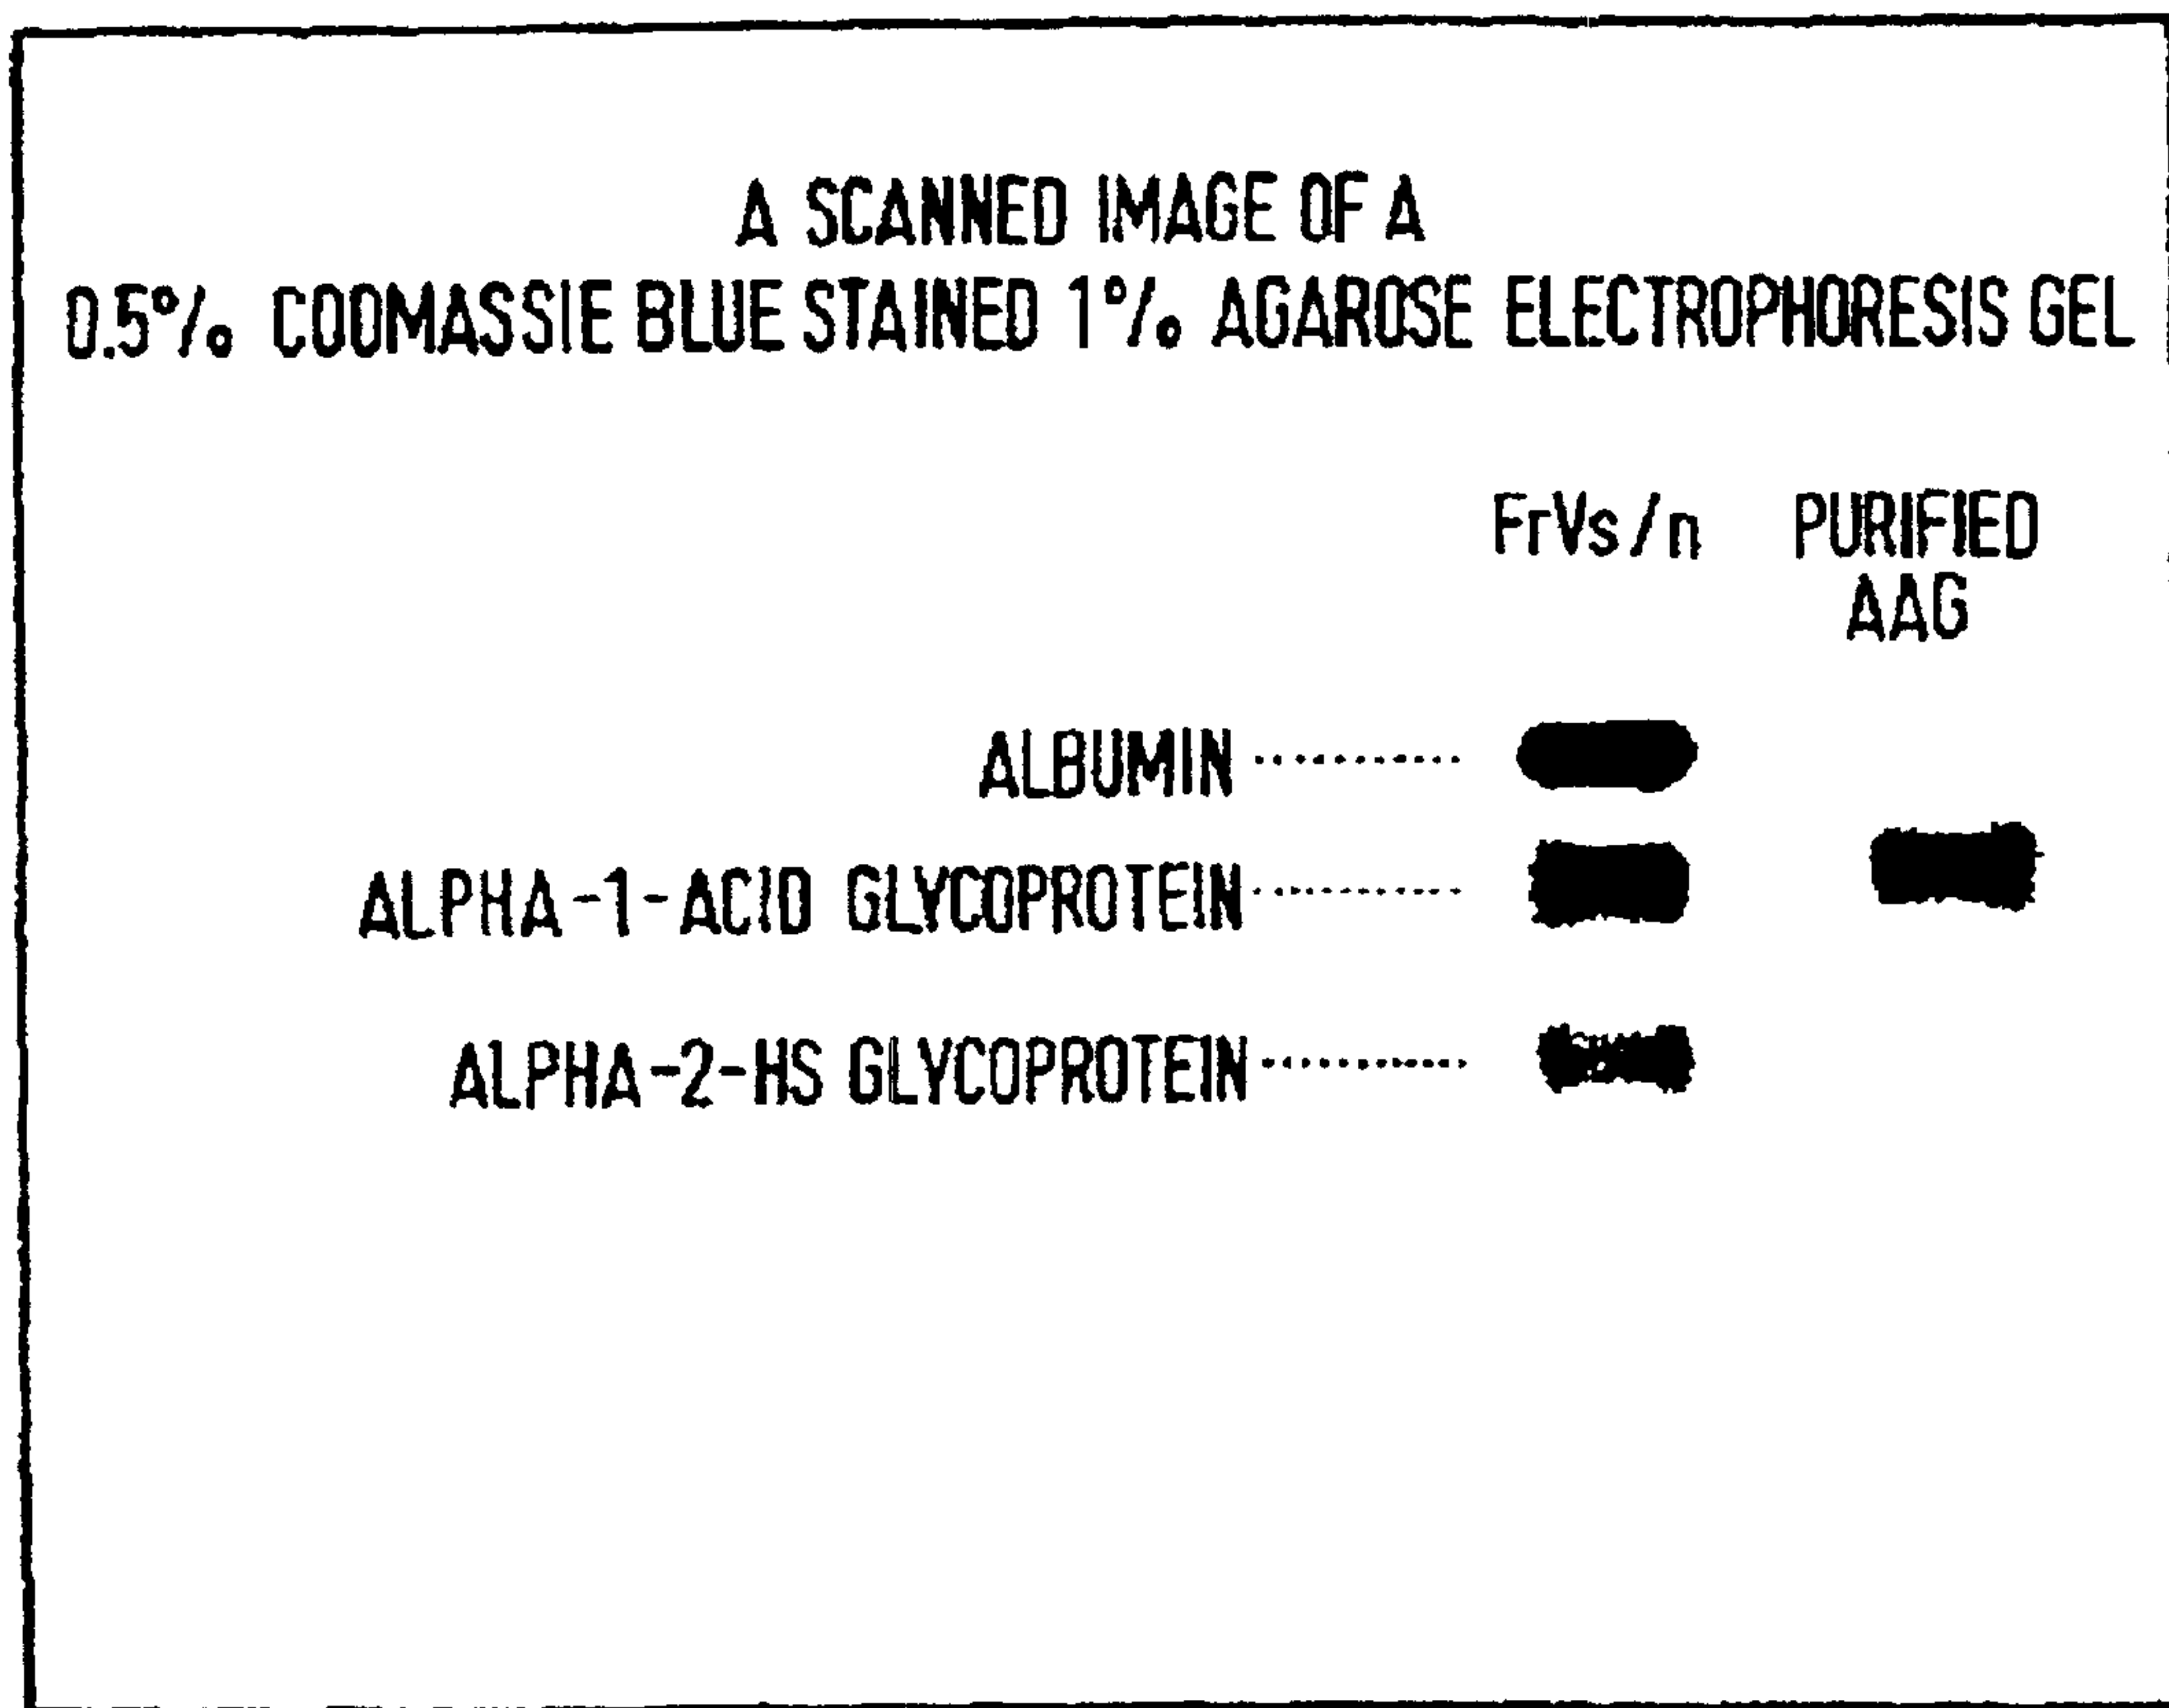 A SCANNED IMAGE OF A
0.5% COOMASSIE BLUE STAINED 1% AGAROSE ELECTROPHORESIS GEL
FrVs/n PURIFIED
AAG
ALBUMIN ...........
ALPHA-1-ACID GLYCOPROTEIN ...........
ALPHA-2-HS GLYCOPROTEIN ...........